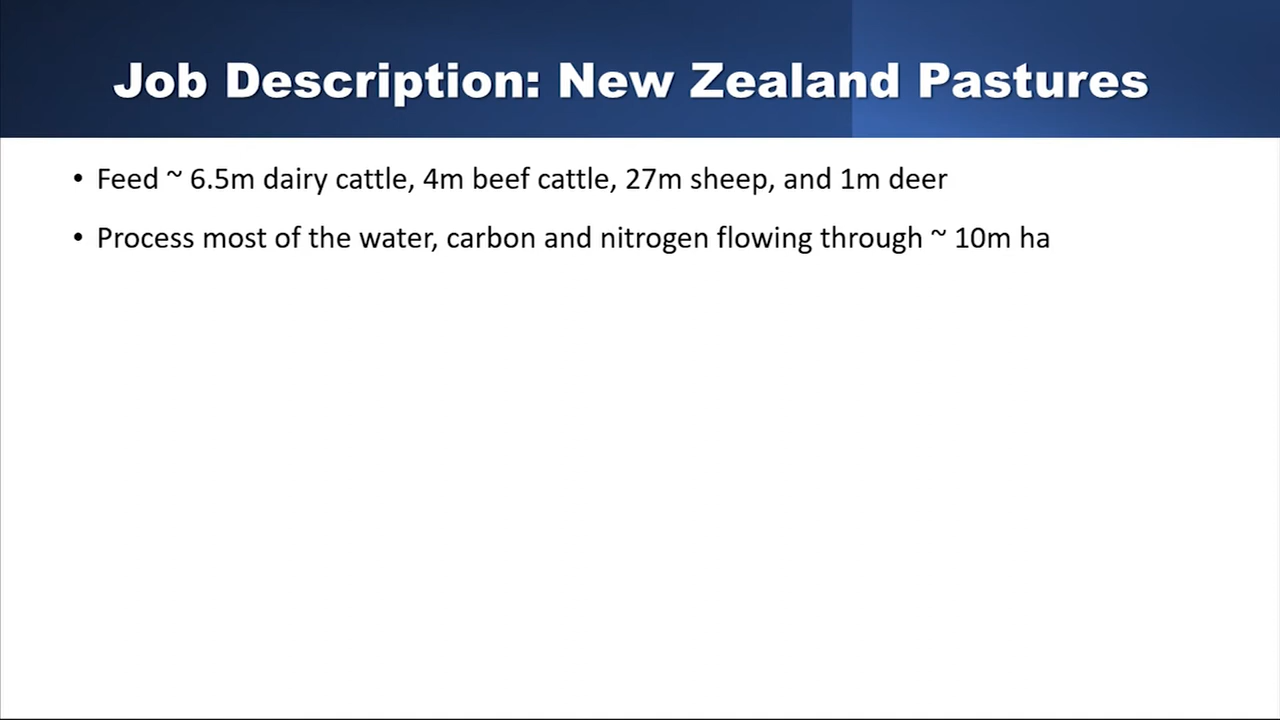 Job Description: New Zealand Pastures
• Feed ~ 6.5m dairy cattle, 4m beef cattle, 27m sheep, and 1m deer
• Process most of the water, carbon and nitrogen flowing through ~ 10m ha